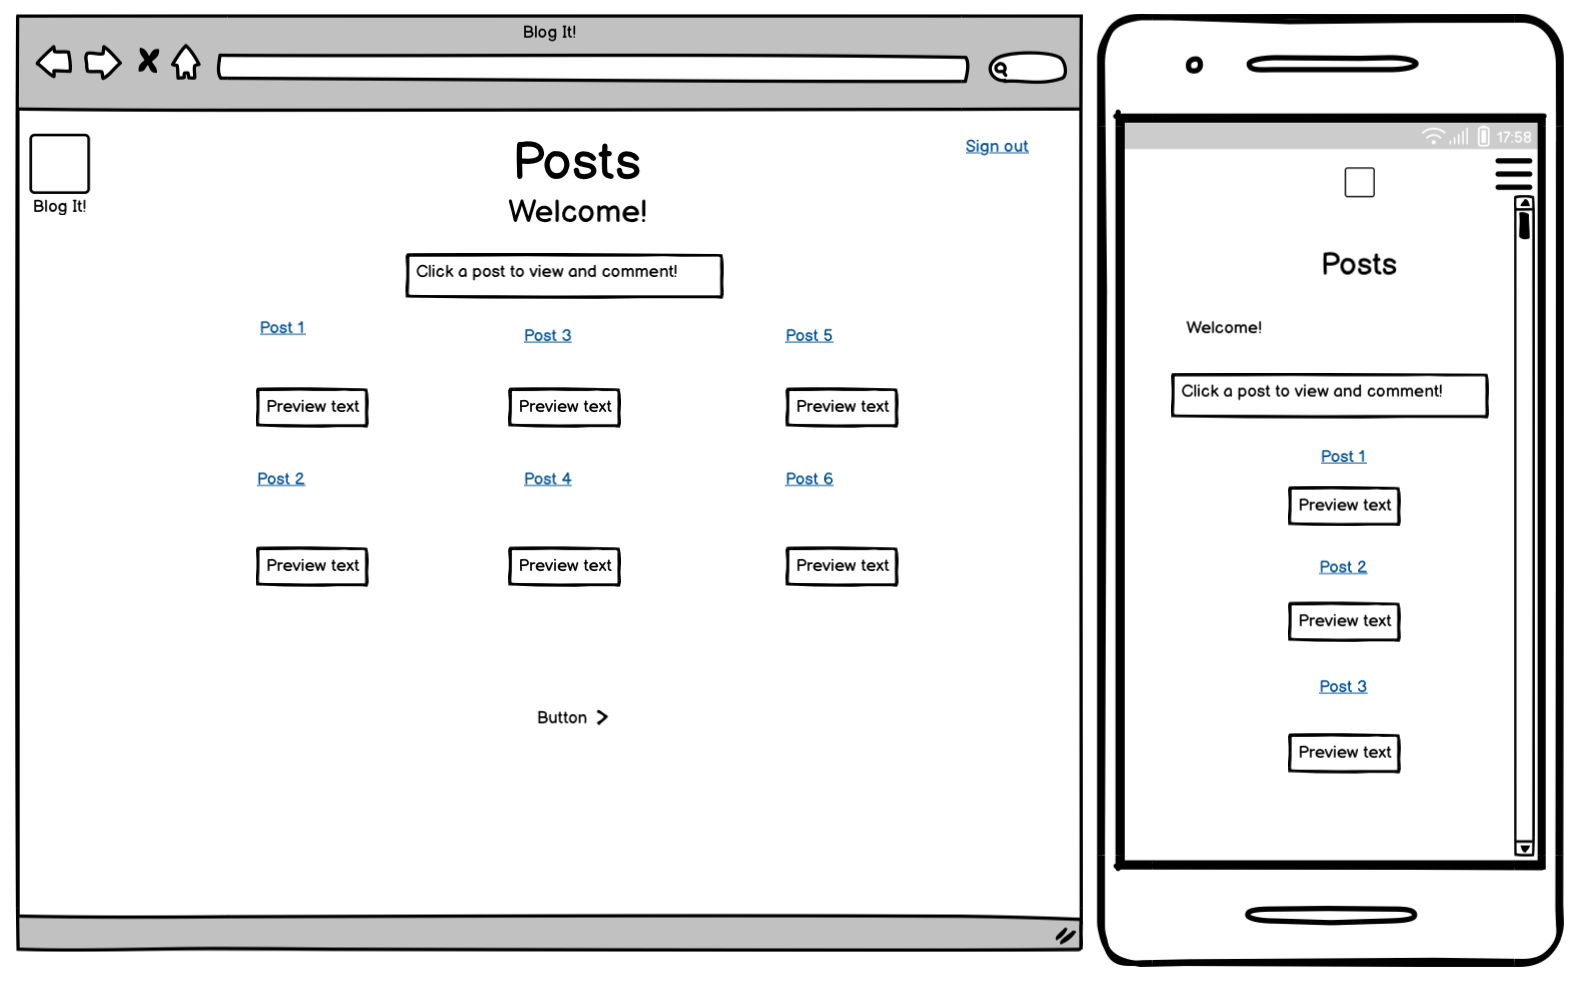 Blog It!
Posts
Sign out
Welcome!
Blog It!
Click a post to view and comment!
Post 1
Post 3
Post 5
Preview text
Preview text
Preview text
Post 2
Post 4
Post 6
Preview text
Preview text
Preview text
Button
17:58
Posts
Welcome!
Click a post to view and comment!
Post 1
Preview text
Post 2
Preview text
Post 3
Preview text